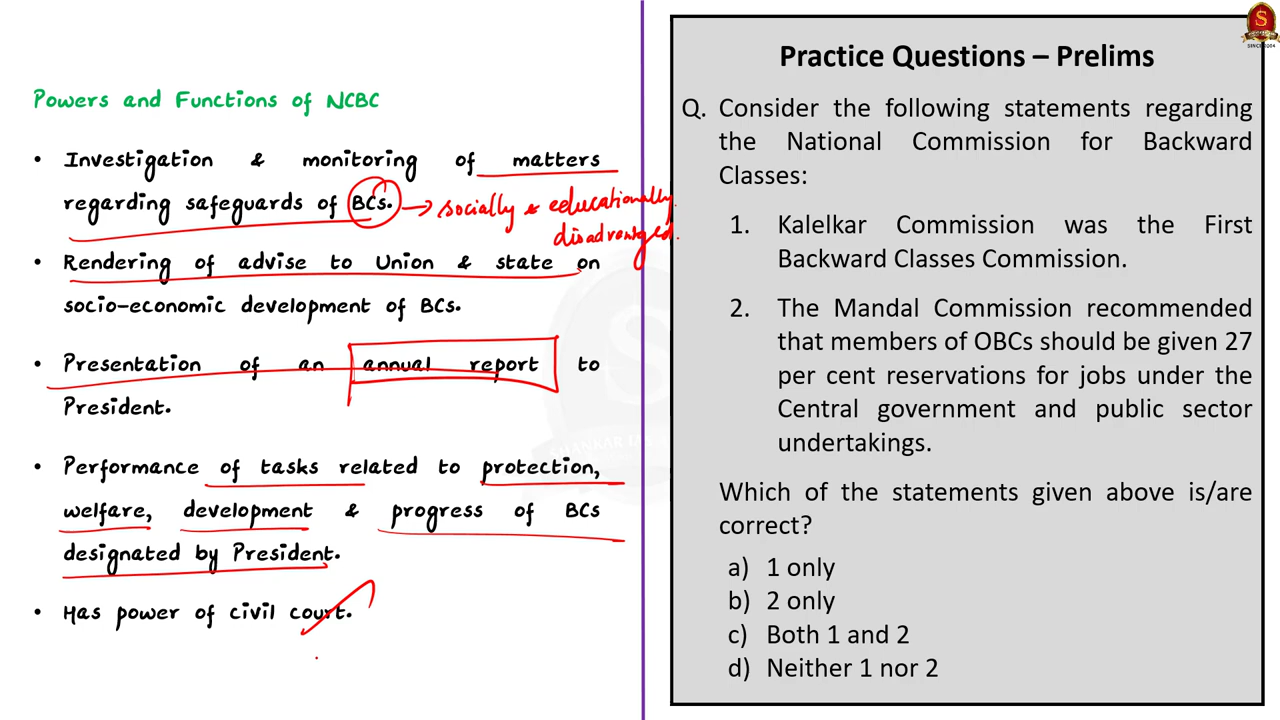 Powers and Functions of NCBC
• Investigation & monitoring of matters
regarding safeguards of BCs. → socially & educationally
disadvantged.
• Rendering of advise to Union & state on
socio-economic development of BCs.
• Presentation of an annual report to
President.
• Performance of tasks related to protection,
welfare, development & progress of BCs
designated by President.
• Has power of civil court.
Practice Questions – Prelims
Q. Consider the following statements regarding
the National Commission for Backward
Classes:
1. Kalelkar Commission was the First
Backward Classes Commission.
2. The Mandal Commission recommended
that members of OBCs should be given 27
per cent reservations for jobs under the
Central government and public sector
undertakings.
Which of the statements given above is/are
correct?
a) 1 only
b) 2 only
c) Both 1 and 2
d) Neither 1 nor 2
S
SINCE 2004